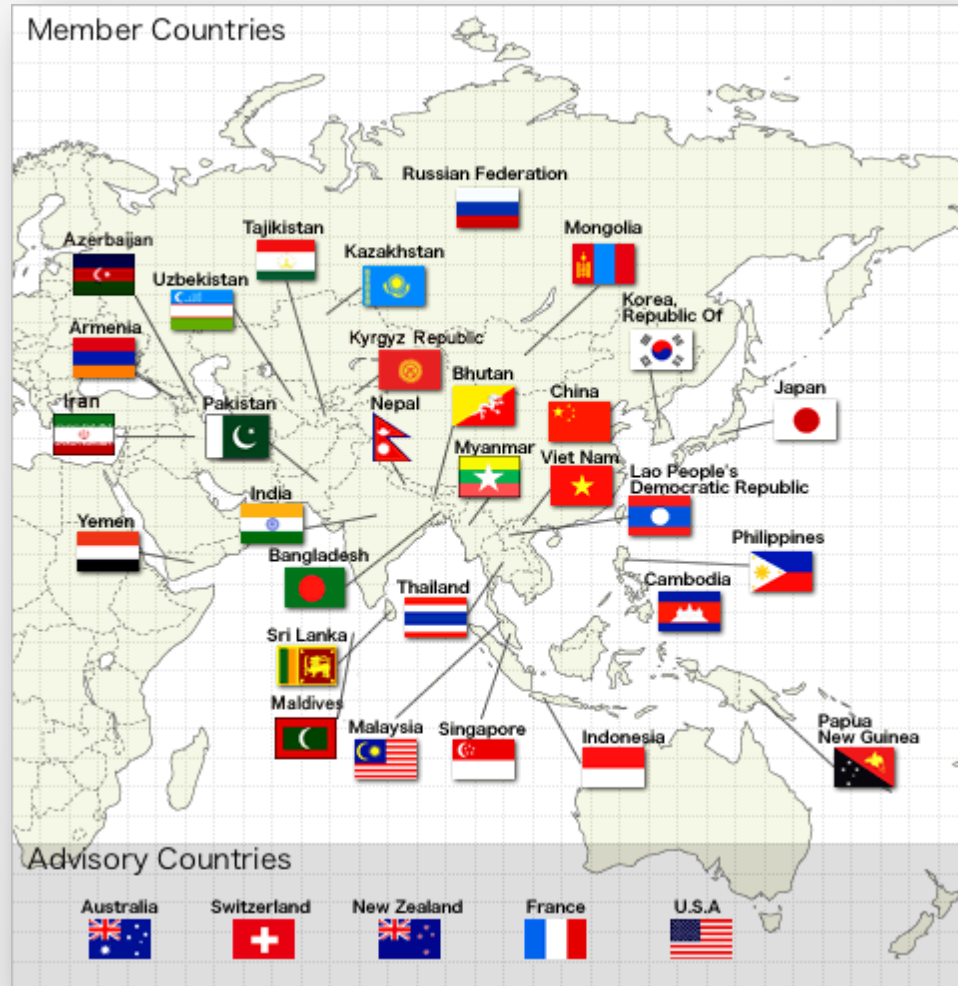 Member Countries
Russian Federation
Tajikistan
Mongolia
Azerbaijan
Kazakhstan
Uzbekistan
Korea,
Republic Of
Armenia
Kyrgyz Republic
Bhutan
China
Japan
Iran
Pakistan
Nepal
Myanmar
Viet Nam
Lao People's
Democratic Republic
India
Yemen
Philippines
Bangladesh
Thailand
Cambodia
Sri Lanka
Maldives
Malaysia
Singapore
Indonesia
Papua
New Guinea
Advisory Countries
Australia
Switzerland
New Zealand
France
U.S.A